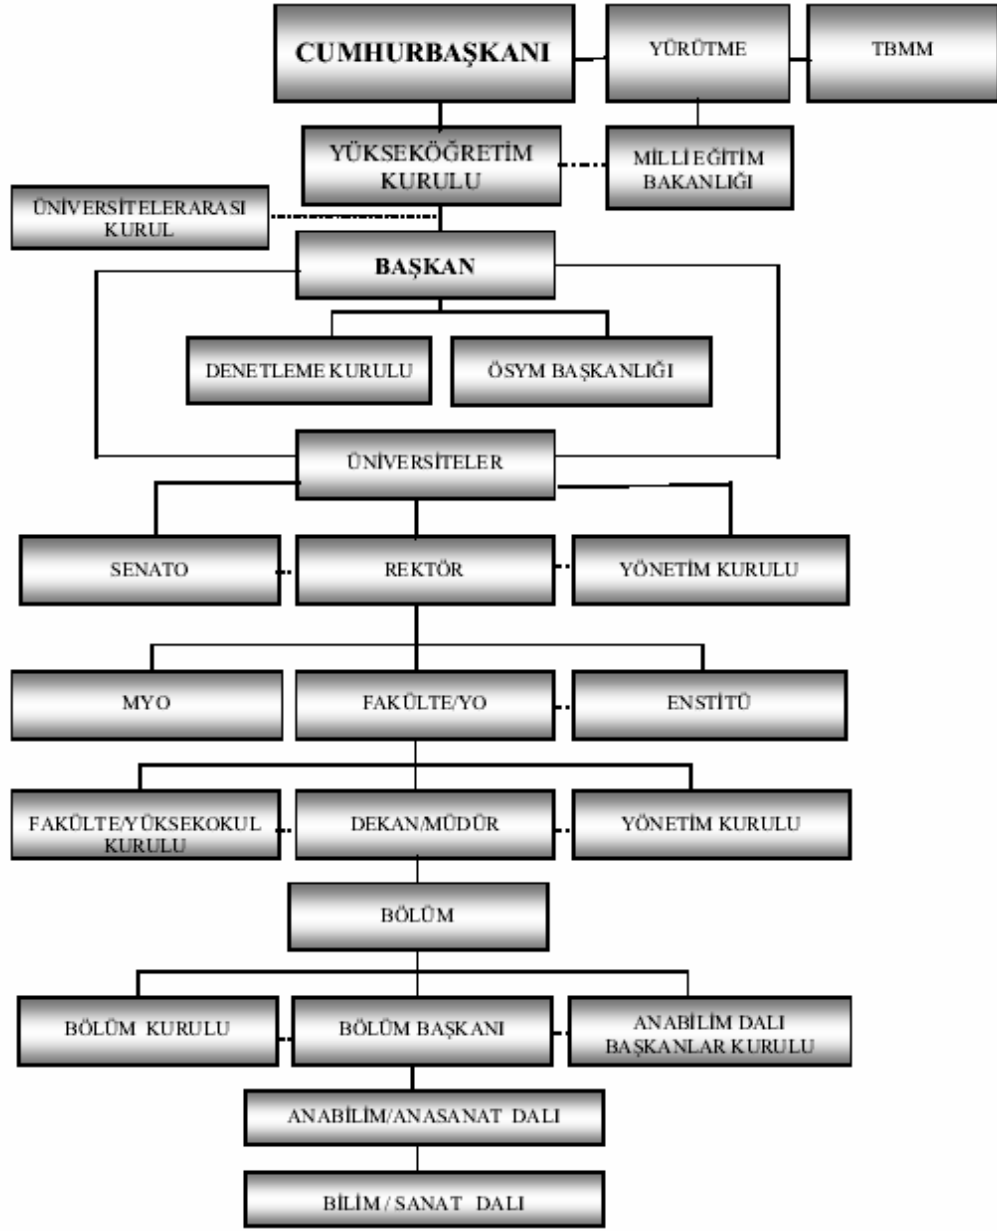 CUMHURBAŞKANI
YÜRÜTME
TBMM
YÜKSEKÖĞRETİM
KURULU
MİLLİ EĞİTİM
BAKANLIĞI
ÜNİVERSİTELERARASI
KURUL
BAŞKAN
DENETLEME KURULU
ÖSYM BAŞKANLIĞI
ÜNİVERSİTELER
SENATO
REKTÖR
YÖNETİM KURULU
MYO
FAKÜLTE/YO
ENSTİTÜ
FAKÜLTE/YÜKSEKOKUL
KURULU
DEKAN/MÜDÜR
YÖNETİM KURULU
BÖLÜM
BÖLÜM KURULU
BÖLÜM BAŞKANI
ANABİLİM DALI
BAŞKANLAR KURULU
ANABİLİM/ANASANAT DALI
BİLİM / SANAT DALI